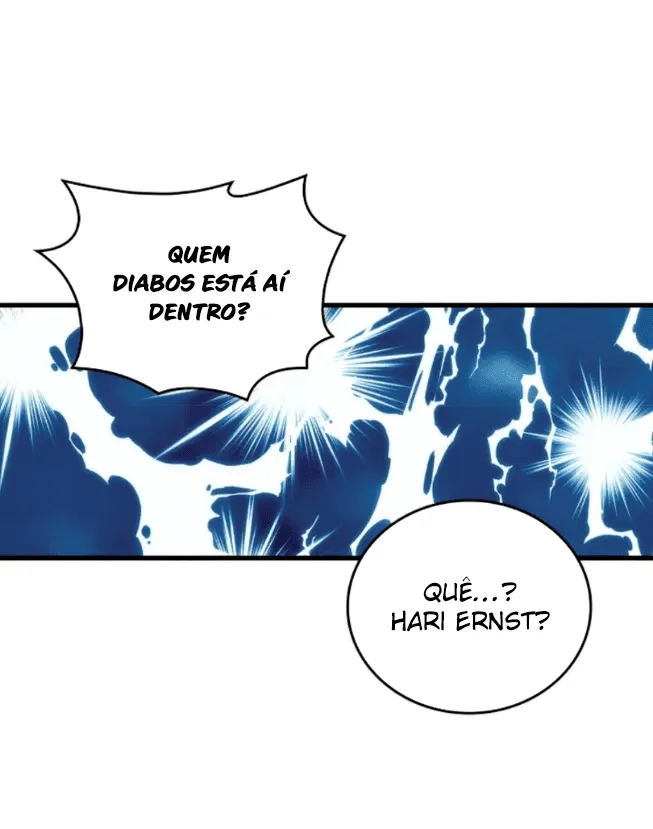 QUEM
DIABOS ESTÁ AÍ
DENTRO?
QUÊ...?
HARI ERNST?